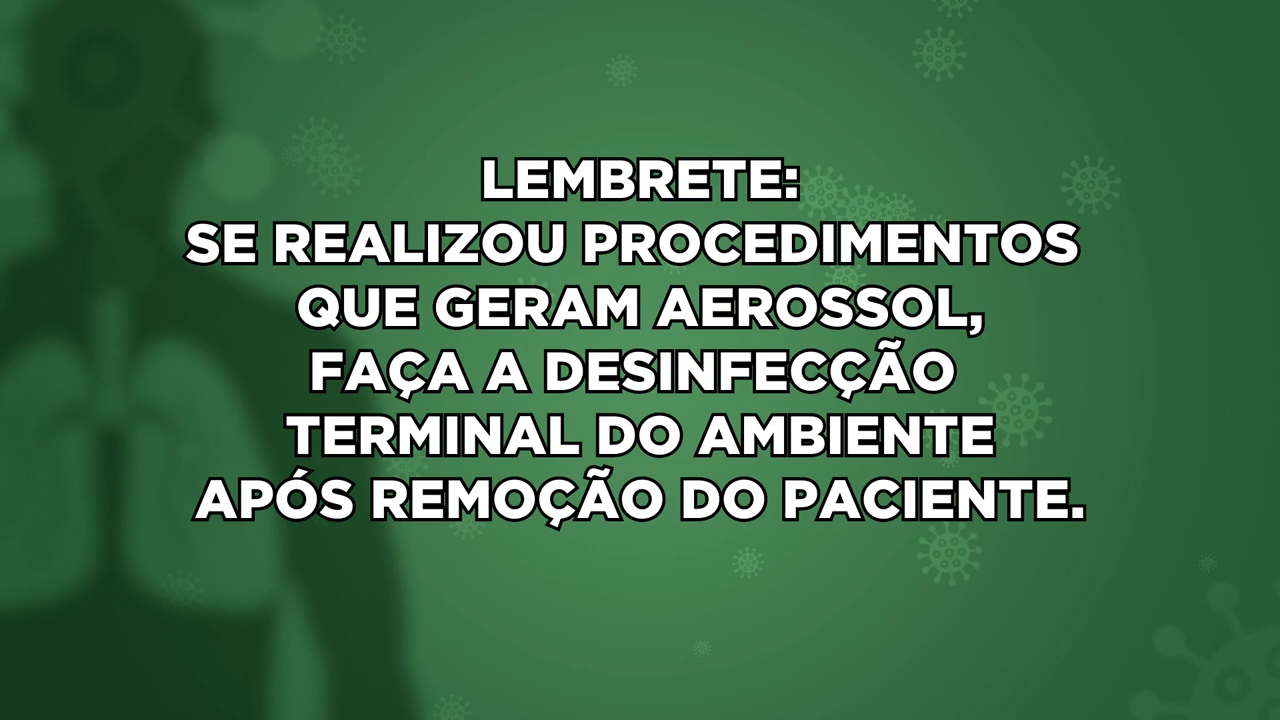 LEMBRETE:
SE REALIZOU PROCEDIMENTOS
QUE GERAM AEROSSOL,
FAÇA A DESINFECÇÃO
TERMINAL DO AMBIENTE
APÓS REMOÇÃO DO PACIENTE.